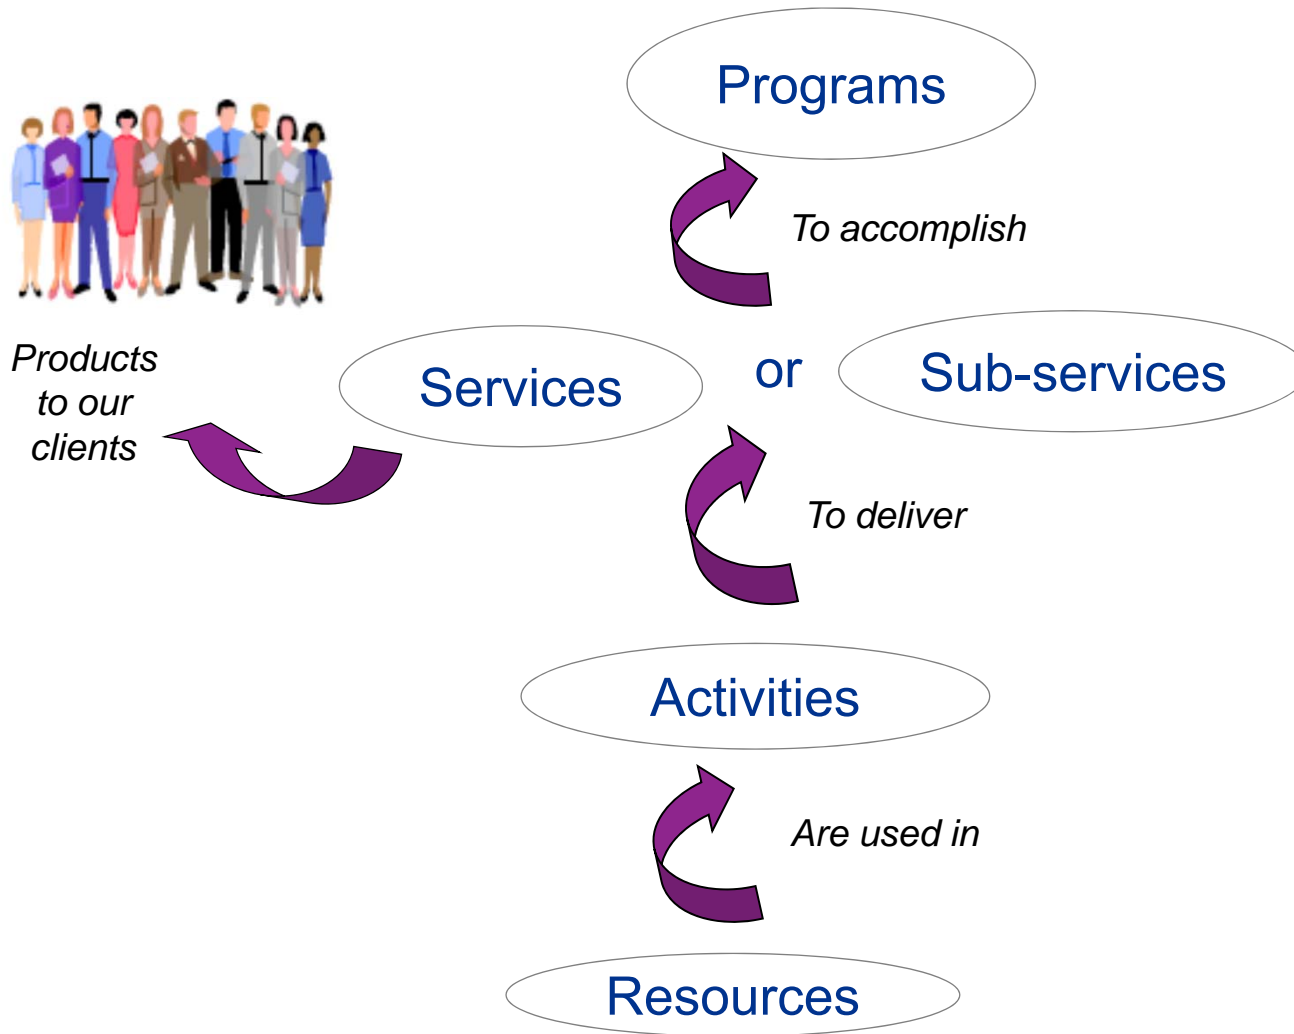 Programs
To accomplish
Products
to our
clients
Services
or
Sub-services
To deliver
Activities
Are used in
Resources